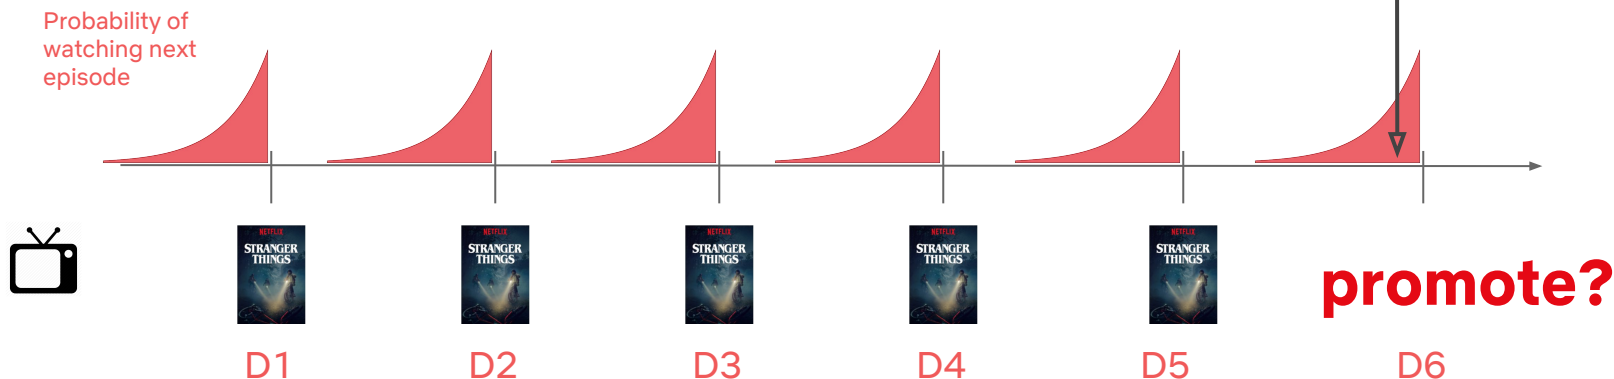 Probability of
watching next
episode
NETFLIX
STRANGER
THINGS
NETFLIX
STRANGER
THINGS
NETFLIX
STRANGER
THINGS
NETFLIX
STRANGER
THINGS
NETFLIX
STRANGER
THINGS
promote?
D1 D2 D3 D4 D5 D6